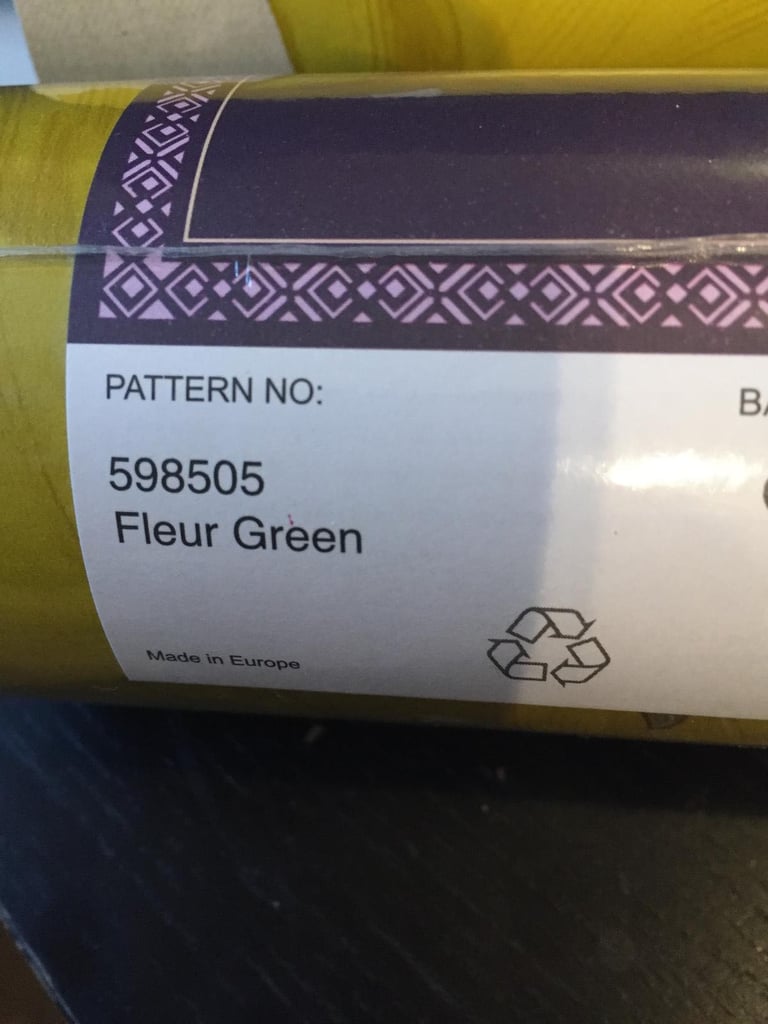 PATTERN NO:
598505
Fleur Green
Made in Europe